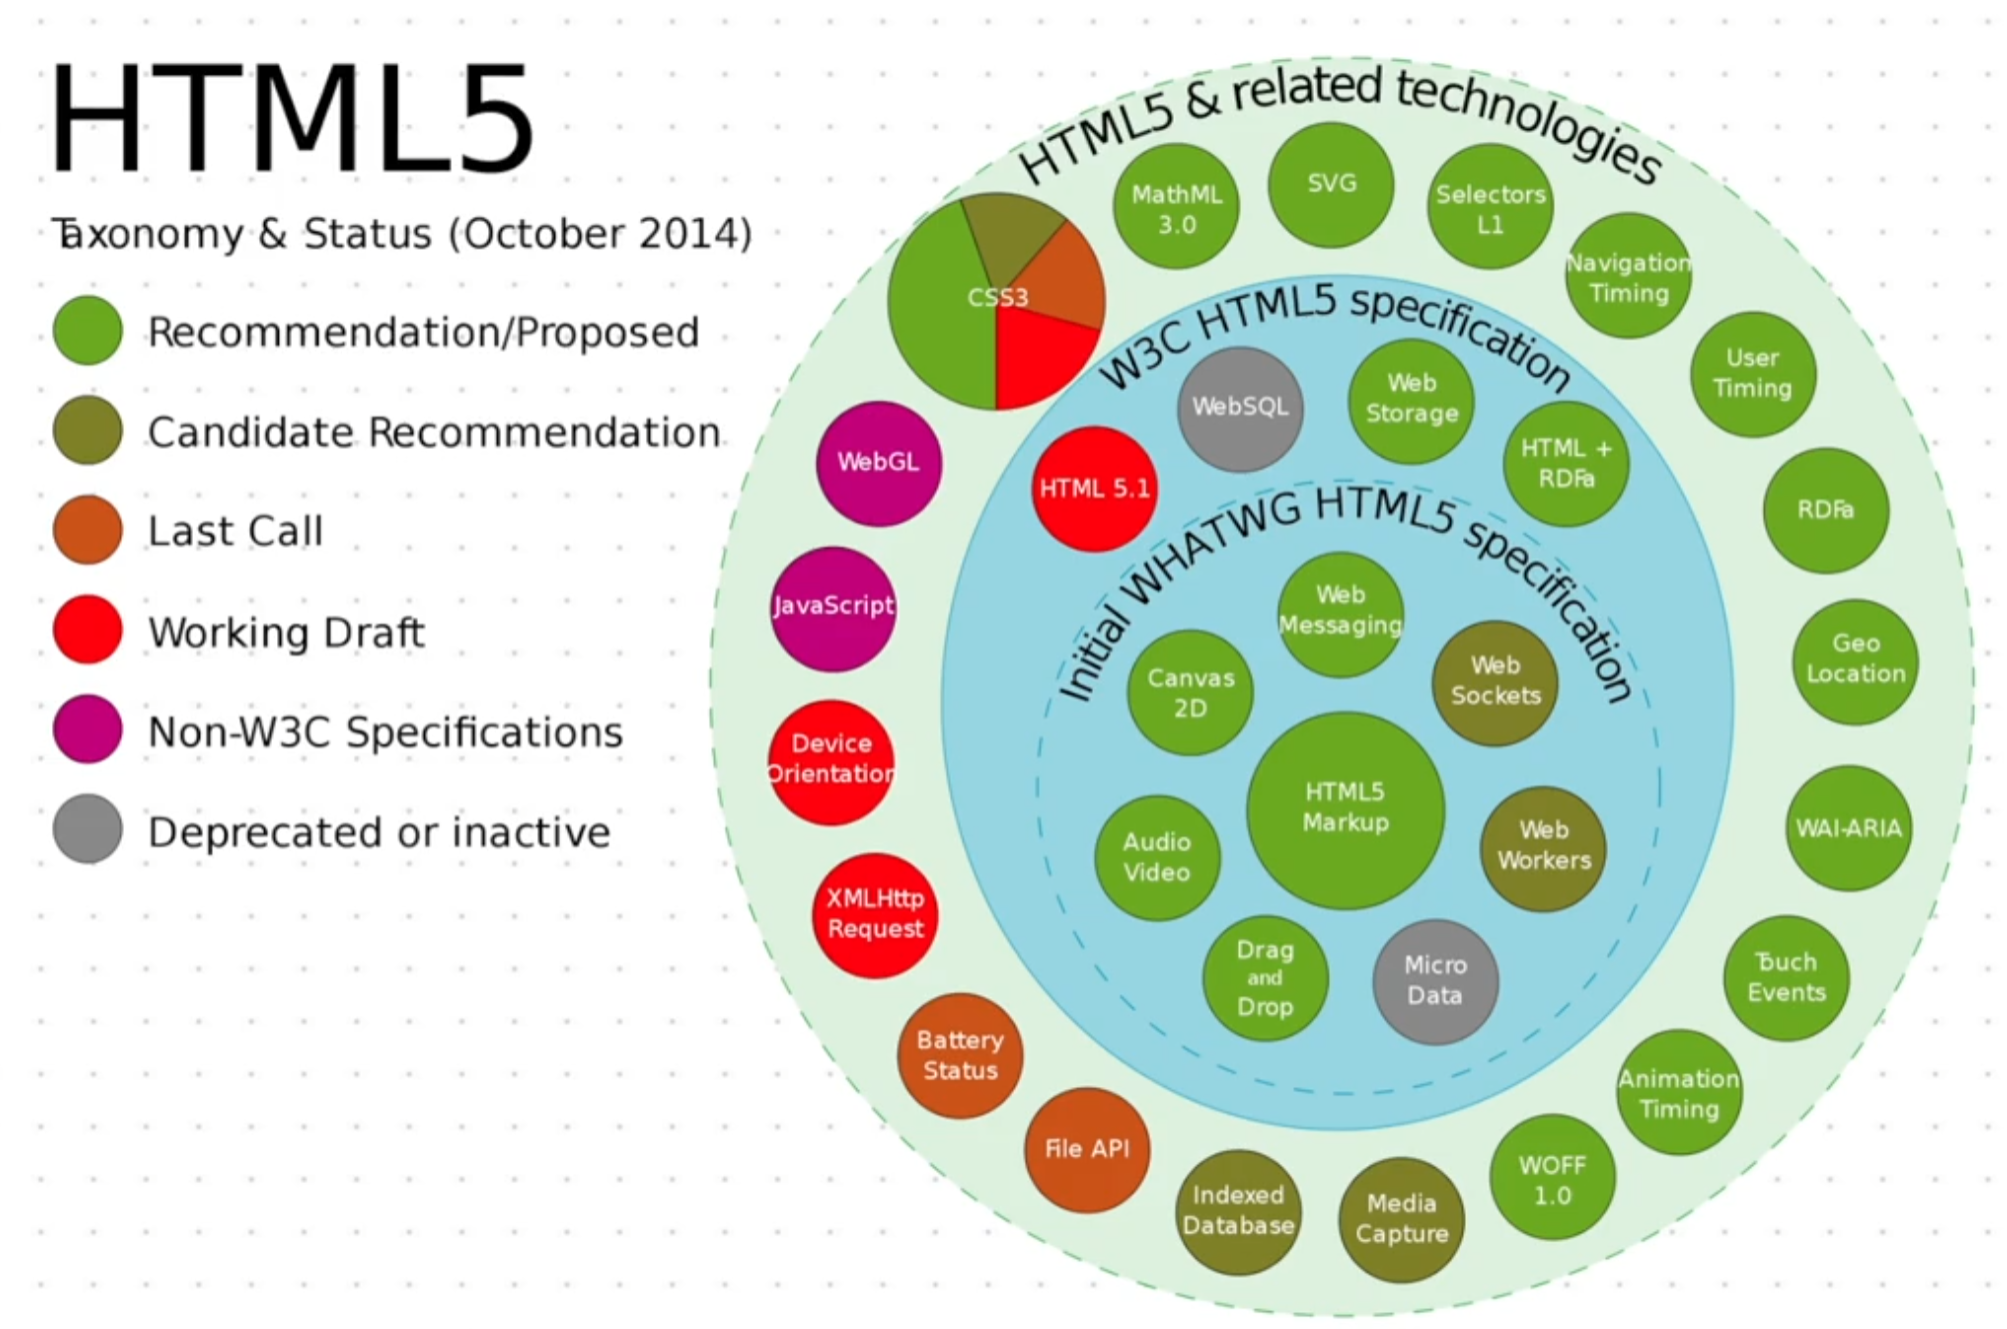 HTML5
Taxonomy & Status (October 2014)
Recommendation/Proposed
Candidate Recommendation
Last Call
Working Draft
Non-W3C Specifications
Deprecated or inactive
HTML5 & related technologies
CSS3
MathML
3.0
SVG
Selectors
L1
Navigation
Timing
User
Timing
RDFa
Geo
Location
WAI-ARIA
Touch
Events
Animation
Timing
WOFF
1.0
Media
Capture
Indexed
Database
File API
Battery
Status
XMLHttp
Request
Device
Orientation
JavaScript
WebGL
W3C HTML5 specification
HTML 5.1
WebSQL
Web
Storage
HTML +
RDFa
Initial WHATWG HTML5 specification
Web
Messaging
Web
Sockets
Web
Workers
Micro
Data
Drag
and
Drop
Audio
Video
Canvas
2D
HTML5
Markup